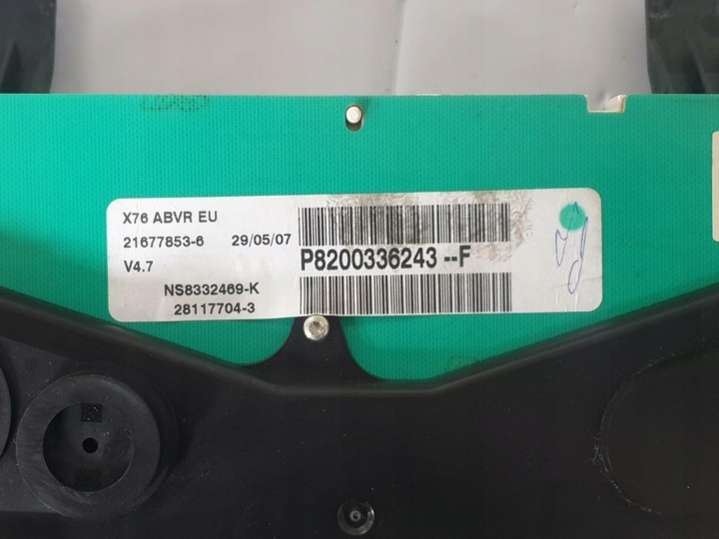 X76 ABVR EU
21677853-6 29/05/07
V4.7
P8200336243--F
NS8332469-K
28117704-3